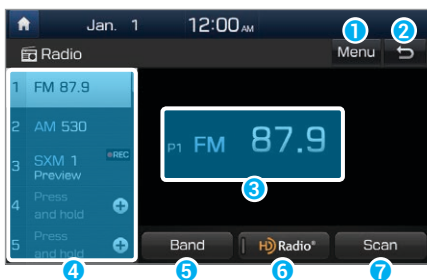 Jan. 1 12:00 AM
1 2
Radio Menu
1 FM 87.9
2 AM 530
3 SXM 1 REC
Preview
4 Press
and hold
5 Press
and hold
P1 FM 87.9
3
Band HD Radio® Scan
4 5 6 7